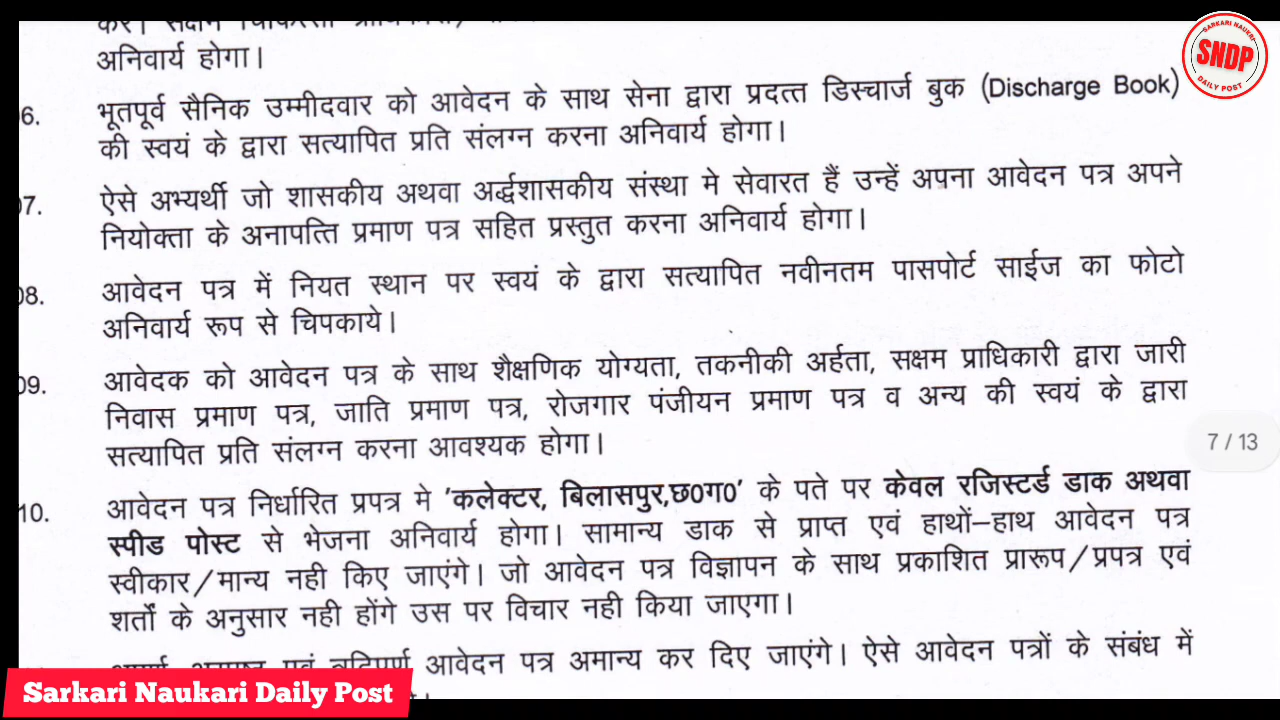 अनिवार्य होगा।
06. भूतपूर्व सैनिक उम्मीदवार को आवेदन के साथ सेना द्वारा प्रदत्त डिस्चार्ज बुक (Discharge Book)
की स्वयं के द्वारा सत्यापित प्रति संलग्न करना अनिवार्य होगा।
07. ऐसे अभ्यर्थी जो शासकीय अथवा अर्द्धशासकीय संस्था मे सेवारत हैं उन्हें अपना आवेदन पत्र अपने
नियोक्ता के अनापत्ति प्रमाण पत्र सहित प्रस्तुत करना अनिवार्य होगा।
08. आवेदन पत्र में नियत स्थान पर स्वयं के द्वारा सत्यापित नवीनतम पासपोर्ट साईज का फोटो
अनिवार्य रूप से चिपकाये।
09. आवेदक को आवेदन पत्र के साथ शैक्षणिक योग्यता, तकनीकी अर्हता, सक्षम प्राधिकारी द्वारा जारी
निवास प्रमाण पत्र, जाति प्रमाण पत्र, रोजगार पंजीयन प्रमाण पत्र व अन्य की स्वयं के द्वारा
सत्यापित प्रति संलग्न करना आवश्यक होगा।
10. आवेदन पत्र निर्धारित प्रपत्र मे 'कलेक्टर, बिलासपुर,छ0ग0' के पते पर केवल रजिस्टर्ड डाक अथवा
स्पीड पोस्ट से भेजना अनिवार्य होगा। सामान्य डाक से प्राप्त एवं हाथों–हाथ आवेदन पत्र
स्वीकार/मान्य नही किए जाएंगे। जो आवेदन पत्र विज्ञापन के साथ प्रकाशित प्रारूप/प्रपत्र एवं
शर्तों के अनुसार नही होंगे उस पर विचार नही किया जाएगा।
एवं त्रुटिपूर्ण आवेदन पत्र अमान्य कर दिए जाएंगे। ऐसे आवेदन पत्रों के संबंध में
7 / 13
SARKARI NAUKRI
SNDP
DAILY POST
Sarkari Naukari Daily Post